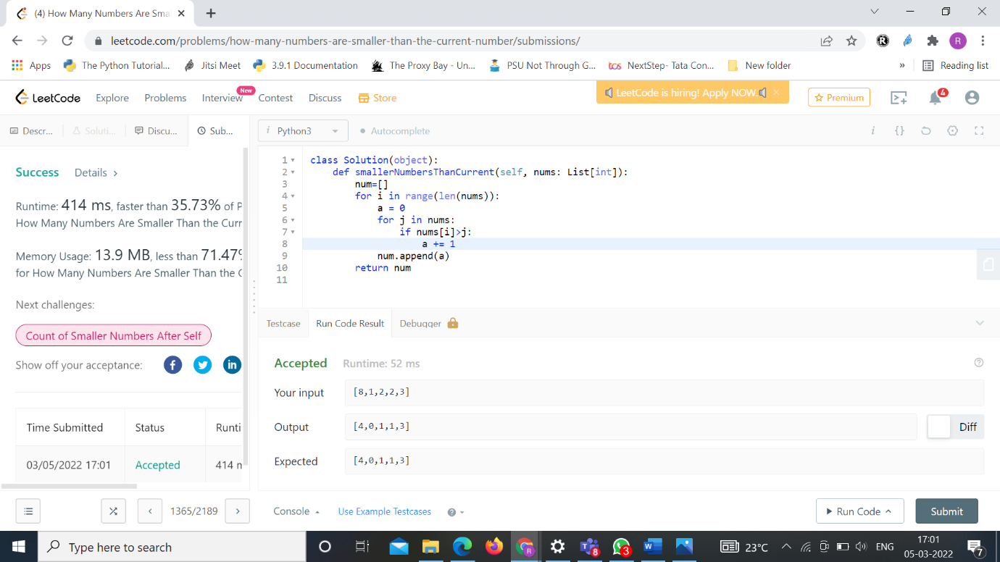 (4) How Many Numbers Are Sma
leetcode.com/problems/how-many-numbers-are-smaller-than-the-current-number/submissions/
R
R
Apps
The Python Tutorial...
Jitsi Meet
3.9.1 Documentation
The Proxy Bay - Un...
PSU Not Through G...
tcs NextStep- Tata Con...
New folder
»
Reading list
LeetCode
Explore
Problems
Interview
New
Contest
Discuss
Store
LeetCode is hiring! Apply NOW.
Premium
4
Descr...
Soluti...
Discu...
Sub...
i Python3
Autocomplete
i
{}
Success
Details
Runtime: 414 ms, faster than 35.73% of P
How Many Numbers Are Smaller Than the Curr
Memory Usage: 13.9 MB, less than 71.47%
for How Many Numbers Are Smaller Than the (
Next challenges:
Count of Smaller Numbers After Self
Show off your acceptance:
f
in
Time Submitted Status Runti
03/05/2022 17:01 Accepted 414 m
1 class Solution(object):
2 def smallerNumbersThanCurrent(self, nums: List[int]):
3 num=[]
4 for i in range(len(nums)):
5 a = 0
6 for j in nums:
7 if nums[i]>j:
8 a += 1
9 num.append(a)
10 return num
11
Testcase
Run Code Result
Debugger
Accepted Runtime: 52 ms
?
Your input [8,1,2,2,3]
Output [4,0,1,1,3]
Diff
Expected [4,0,1,1,3]
1365/2189
Console
Use Example Testcases
?
Run Code
Submit
Type here to search
R
8
3
W
23°C
ENG
17:01
05-03-2022
7